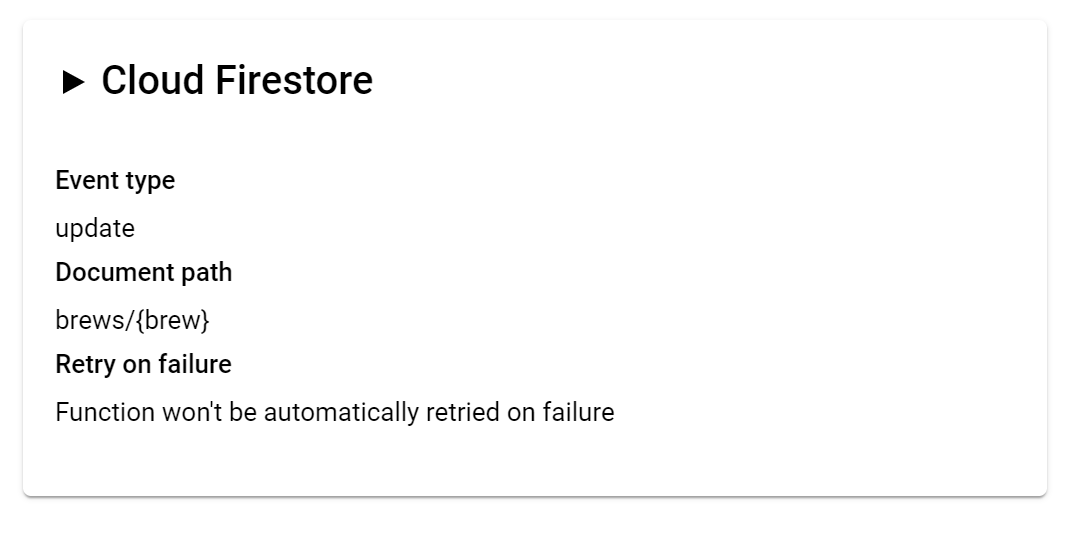 Cloud Firestore
Event type
update
Document path
brews/{brew}
Retry on failure
Function won't be automatically retried on failure